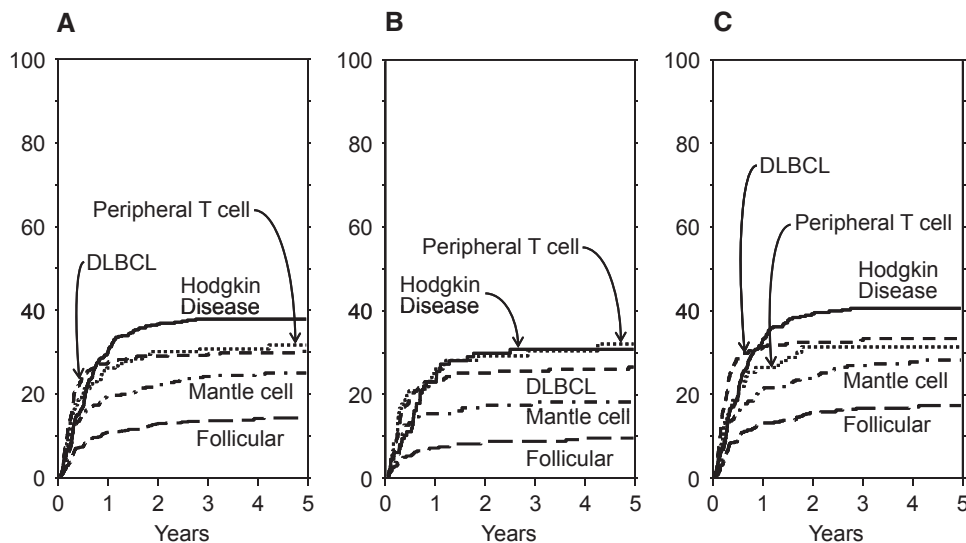 A
100
80
60
40
20
0
Peripheral T cell
DLBCL
Hodgkin
Disease
Mantle cell
Follicular
0 1 2 3 4 5
Years
B
100
80
60
40
20
0
Peripheral T cell
Hodgkin
Disease
DLBCL
Mantle cell
Follicular
0 1 2 3 4 5
Years
C
100
80
60
40
20
0
DLBCL
Peripheral T cell
Hodgkin
Disease
Mantle cell
Follicular
0 1 2 3 4 5
Years